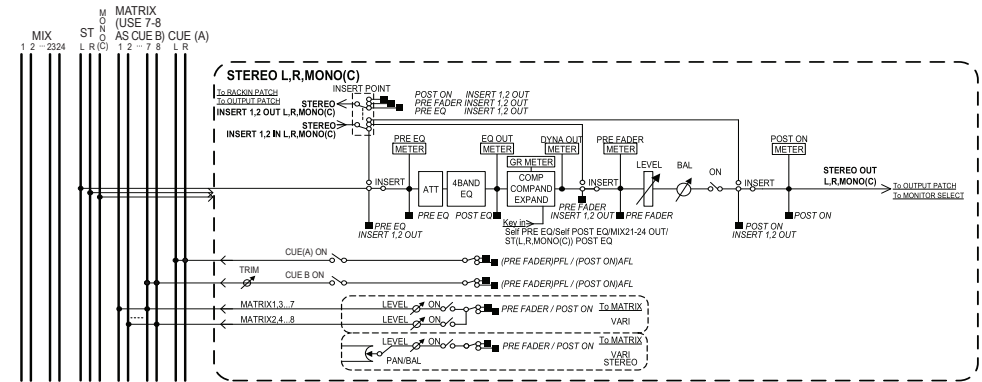 MATRIX
(USE 7-8
AS CUE B)
MIX
ST
MONO
(C)
CUE (A)
1 2 ··· 2324
L R
1 2 ··· 7 8
L R
STEREO L,R,MONO(C)
INSERT POINT
To RACKIN PATCH
To OUTPUT PATCH
STEREO
INSERT 1,2 OUT L,R,MONO(C)
STEREO
INSERT 1,2 IN L,R,MONO(C)
POST ON INSERT 1,2 OUT
PRE FADER INSERT 1,2 OUT
PRE EQ INSERT 1,2 OUT
PRE EQ
METER
EQ OUT
METER
DYNA OUT
METER
PRE FADER
METER
POST ON
METER
GR METER
LEVEL
BAL
ON
INSERT
ATT
4BAND
EQ
COMP
COMPAND
EXPAND
INSERT
INSERT
STEREO OUT
L,R,MONO(C)
To OUTPUT PATCH
To MONITOR SELECT
PRE EQ
INSERT 1,2 OUT
PRE EQ
POST EQ
Key in
Self PRE EQ/Self POST EQ/MIX21-24 OUT/
ST(L,R,MONO(C)) POST EQ
PRE FADER
INSERT 1,2 OUT
PRE FADER
POST ON
INSERT 1,2 OUT
POST ON
CUE(A) ON
(PRE FADER)PFL / (POST ON)AFL
TRIM
CUE B ON
(PRE FADER)PFL / (POST ON)AFL
MATRIX1,3...7
LEVEL
ON
PRE FADER / POST ON
To MATRIX
MATRIX2,4...8
LEVEL
ON
VARI
LEVEL
ON
PAN/BAL
PRE FADER / POST ON
To MATRIX
VARI
STEREO